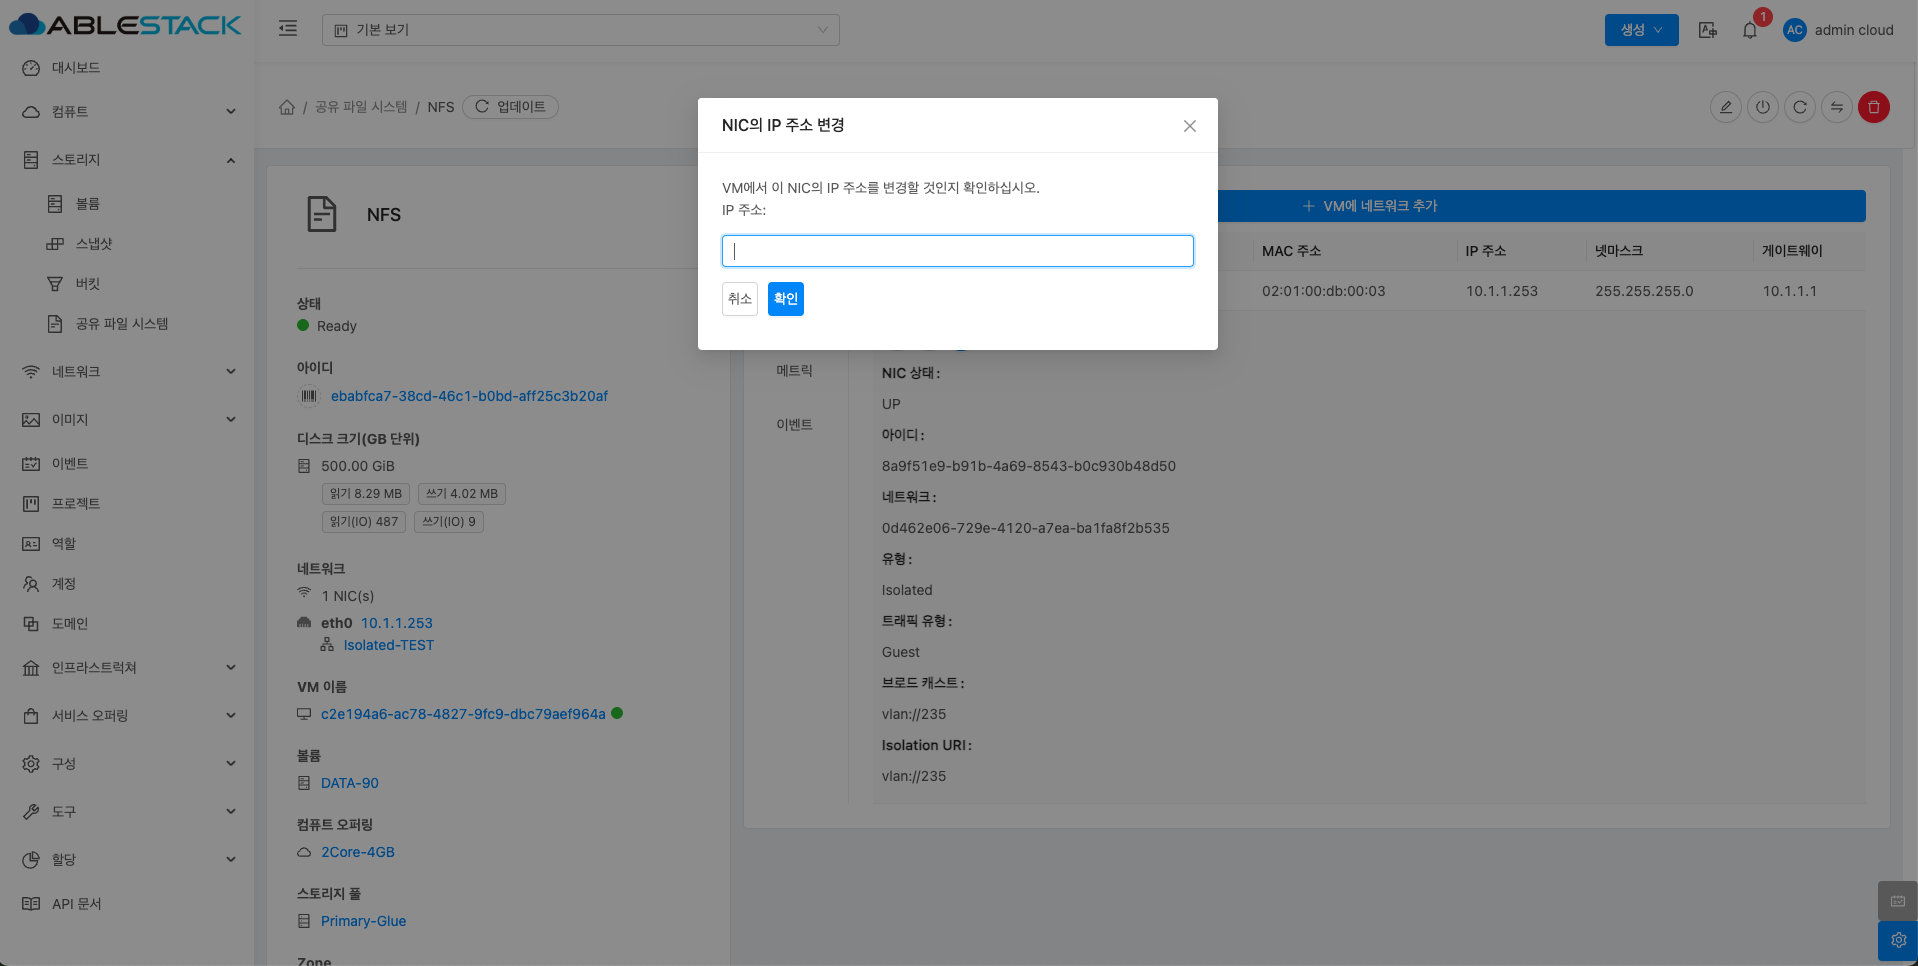 ABLESTACK
기본 보기
생성
1
AC
admin cloud
대시보드
컴퓨트
스토리지
볼륨
스냅샷
버킷
공유 파일 시스템
네트워크
이미지
이벤트
프로젝트
역할
계정
도메인
인프라스트럭쳐
서비스 오퍼링
구성
도구
할당
API 문서
/ 공유 파일 시스템 / NFS
업데이트
NFS
상태
Ready
아이디
ebabfca7-38cd-46c1-b0bd-aff25c3b20af
디스크 크기(GB 단위)
500.00 GiB
읽기 8.29 MB
쓰기 4.02 MB
읽기(IO) 487
쓰기(IO) 9
네트워크
1 NIC(s)
eth0 10.1.1.253
Isolated-TEST
VM 이름
c2e194a6-ac78-4827-9fc9-dbc79aef964a
볼륨
DATA-90
컴퓨트 오퍼링
2Core-4GB
스토리지 풀
Primary-Glue
Zone
NIC의 IP 주소 변경
VM에서 이 NIC의 IP 주소를 변경할 것인지 확인하십시오.
IP 주소:
취소
확인
메트릭
이벤트
VM에 네트워크 추가
MAC 주소
IP 주소
넷마스크
게이트웨이
02:01:00:db:00:03
10.1.1.253
255.255.255.0
10.1.1.1
NIC 상태 :
UP
아이디 :
8a9f51e9-b91b-4a69-8543-b0c930b48d50
네트워크 :
0d462e06-729e-4120-a7ea-ba1fa8f2b535
유형 :
Isolated
트래픽 유형 :
Guest
브로드 캐스트 :
vlan://235
Isolation URI :
vlan://235